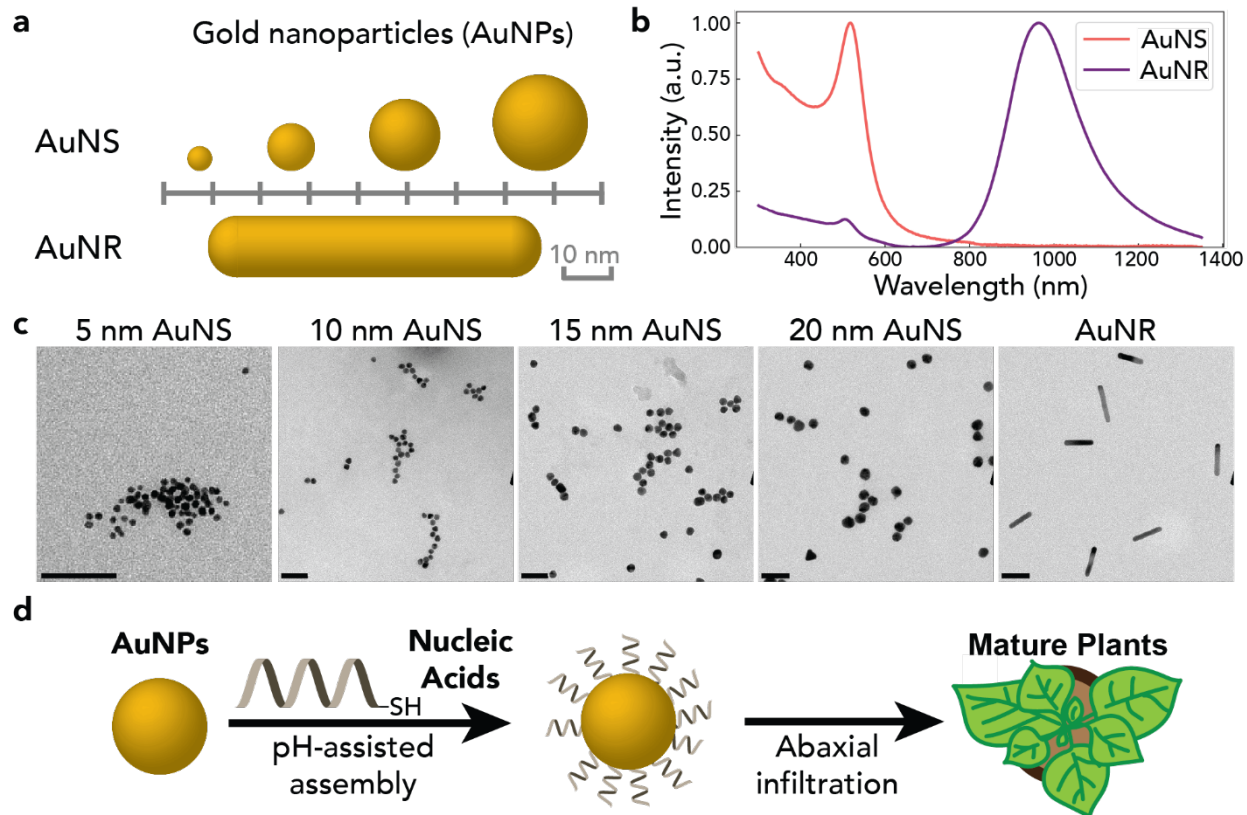 a
Gold nanoparticles (AuNPs)
AuNS
AuNR
10 nm
b
1.00
0.75
0.50
0.25
0.00
Intensity (a.u.)
AuNS
AuNR
400
600
800
1000
1200
1400
Wavelength (nm)
c
5 nm AuNS
10 nm AuNS
15 nm AuNS
20 nm AuNS
AuNR
d
AuNPs
Nucleic
Acids
-SH
pH-assisted
assembly
Abaxial
infiltration
Mature Plants